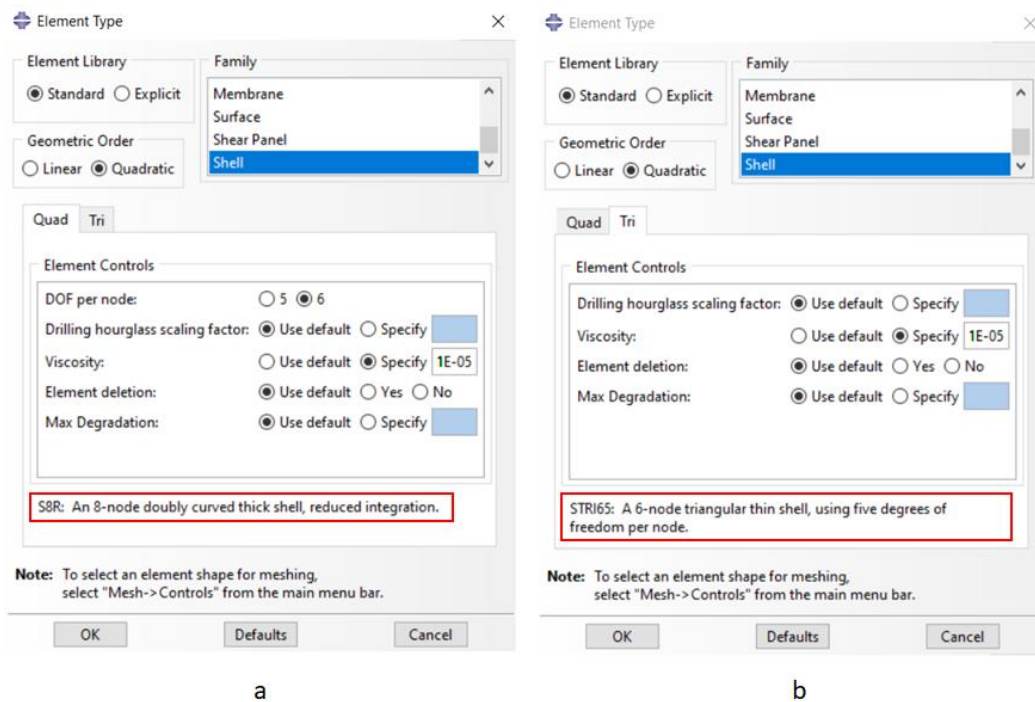 Element Type
Element Library
Standard Explicit
Family
Membrane
Surface
Shear Panel
Shell
Geometric Order
Linear Quadratic
Quad Tri
Element Controls
DOF per node: 5 6
Drilling hourglass scaling factor: Use default Specify
Viscosity: Use default Specify 1E-05
Element deletion: Use default Yes No
Max Degradation: Use default Specify
S8R: An 8-node doubly curved thick shell, reduced integration.
Note: To select an element shape for meshing,
select "Mesh->Controls" from the main menu bar.
OK Defaults Cancel
a
Element Type
Element Library
Standard Explicit
Family
Membrane
Surface
Shear Panel
Shell
Geometric Order
Linear Quadratic
Quad Tri
Element Controls
Drilling hourglass scaling factor: Use default Specify
Viscosity: Use default Specify 1E-05
Element deletion: Use default Yes No
Max Degradation: Use default Specify
STRI65: A 6-node triangular thin shell, using five degrees of
freedom per node.
Note: To select an element shape for meshing,
select "Mesh->Controls" from the main menu bar.
OK Defaults Cancel
b